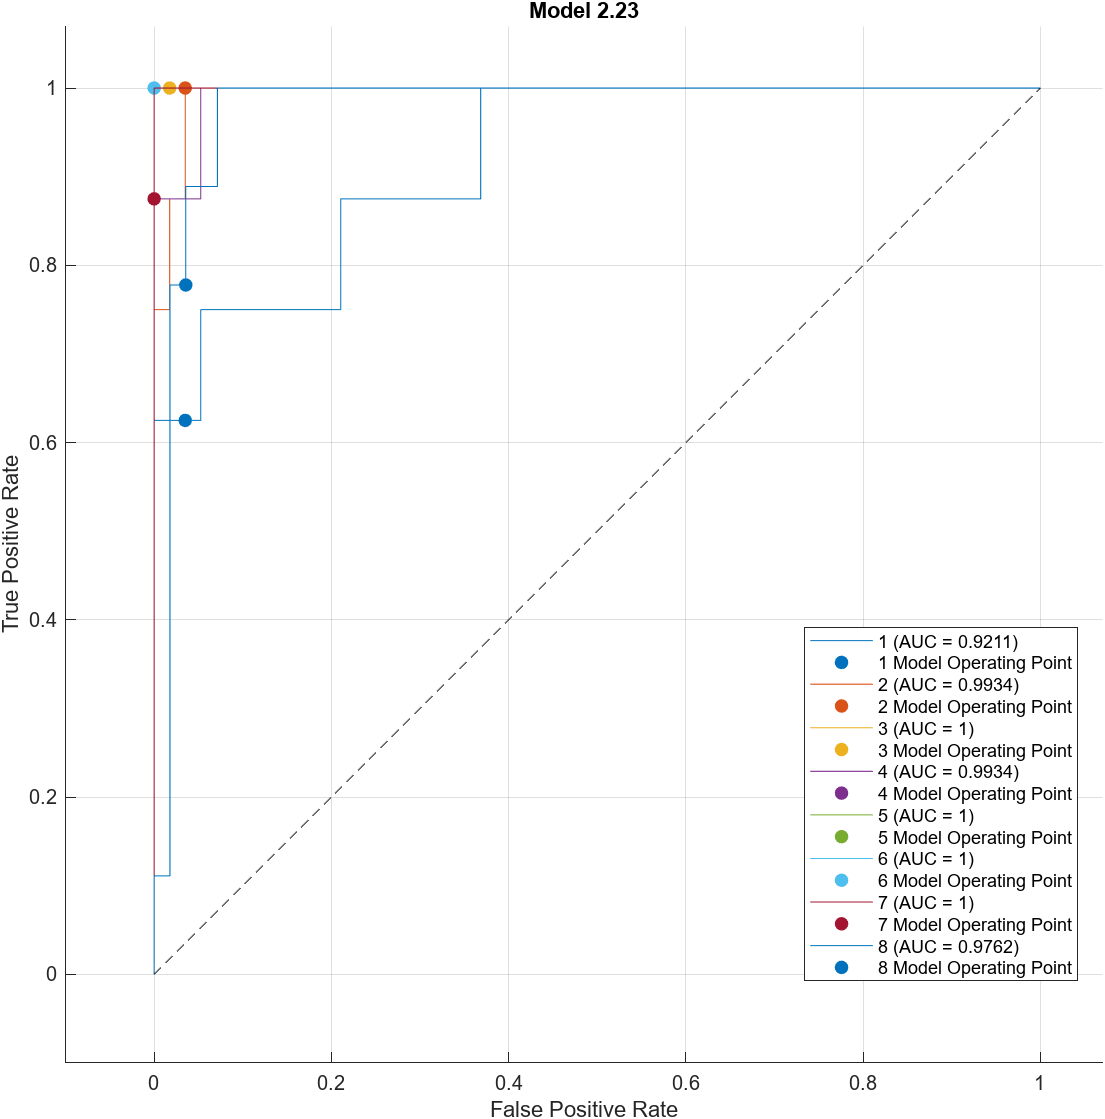 Model 2.23
1
0.8
0.6
0.4
0.2
0
True Positive Rate
1 (AUC = 0.9211)
1 Model Operating Point
2 (AUC = 0.9934)
2 Model Operating Point
3 (AUC = 1)
3 Model Operating Point
4 (AUC = 0.9934)
4 Model Operating Point
5 (AUC = 1)
5 Model Operating Point
6 (AUC = 1)
6 Model Operating Point
7 (AUC = 1)
7 Model Operating Point
8 (AUC = 0.9762)
8 Model Operating Point
0 0.2 0.4 0.6 0.8 1
False Positive Rate